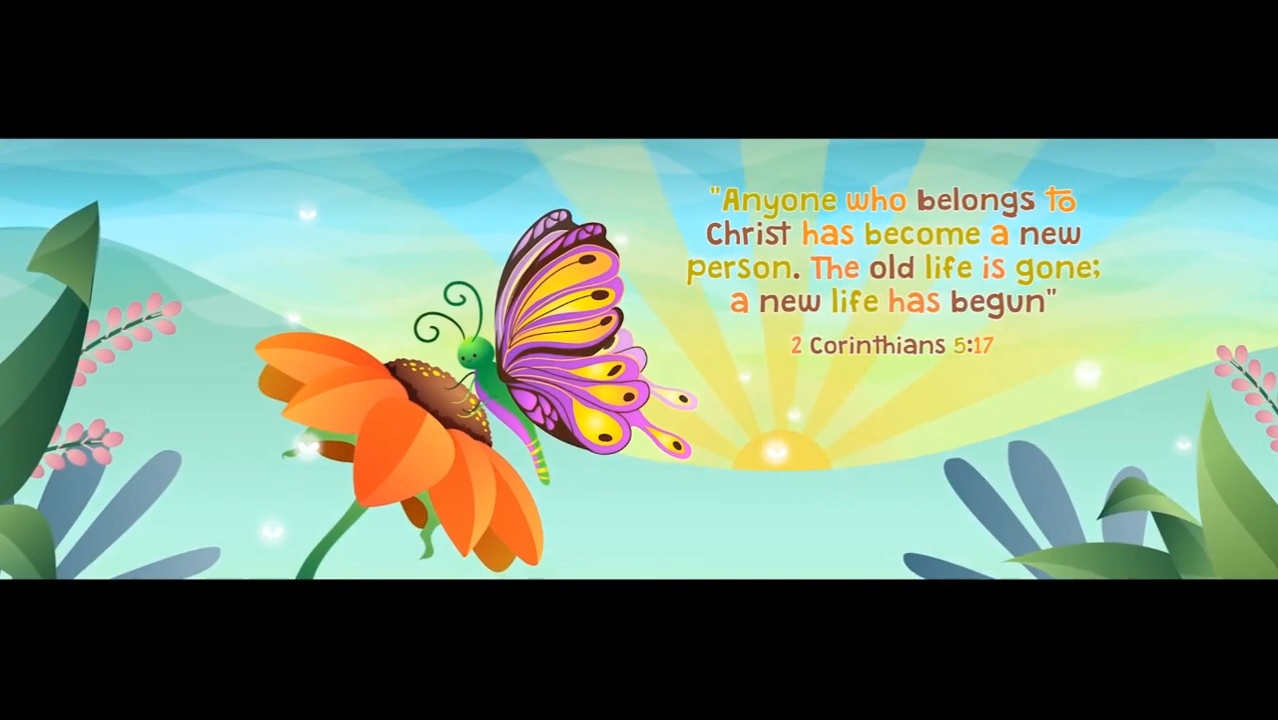 "Anyone who belongs to
Christ has become a new
person. The old life is gone;
a new life has begun"
2 Corinthians 5:17